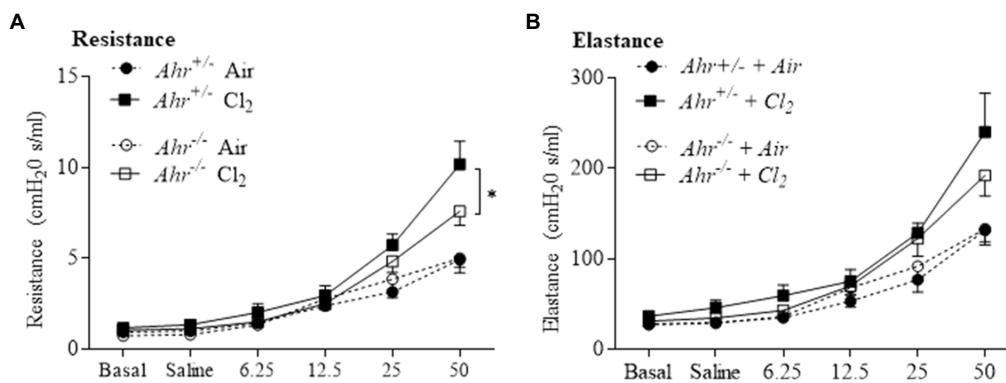 A
Resistance
Ahr+/- Air
Ahr+/- Cl2
Ahr-/- Air
Ahr-/- Cl2
Resistance (cmH20 s/ml)
15
10
5
0
*
Basal Saline 6.25 12.5 25 50
B
Elastance
Ahr+/- + Air
Ahr+/- + Cl2
Ahr-/- + Air
Ahr-/- + Cl2
Elastance (cmH20 s/ml)
300
200
100
0
Basal Saline 6.25 12.5 25 50